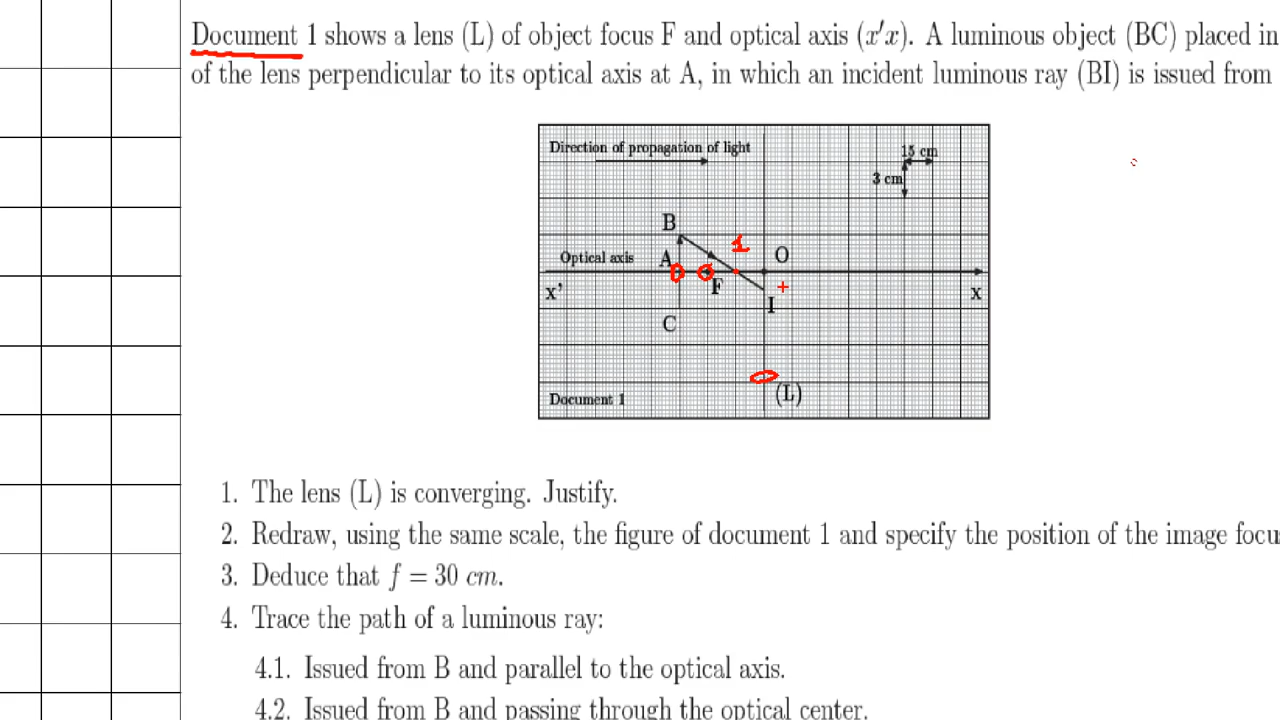 Document 1 shows a lens (L) of object focus F and optical axis (x'x). A luminous object (BC) placed in
of the lens perpendicular to its optical axis at A, in which an incident luminous ray (BI) is issued from
Direction of propagation of light
15 cm
3 cm
B
1
Optical axis
A
O
F
x'
I
x
C
(L)
Document 1
1. The lens (L) is converging. Justify.
2. Redraw, using the same scale, the figure of document 1 and specify the position of the image focu
3. Deduce that f = 30 cm.
4. Trace the path of a luminous ray:
4.1. Issued from B and parallel to the optical axis.
4.2. Issued from B and passing through the optical center.